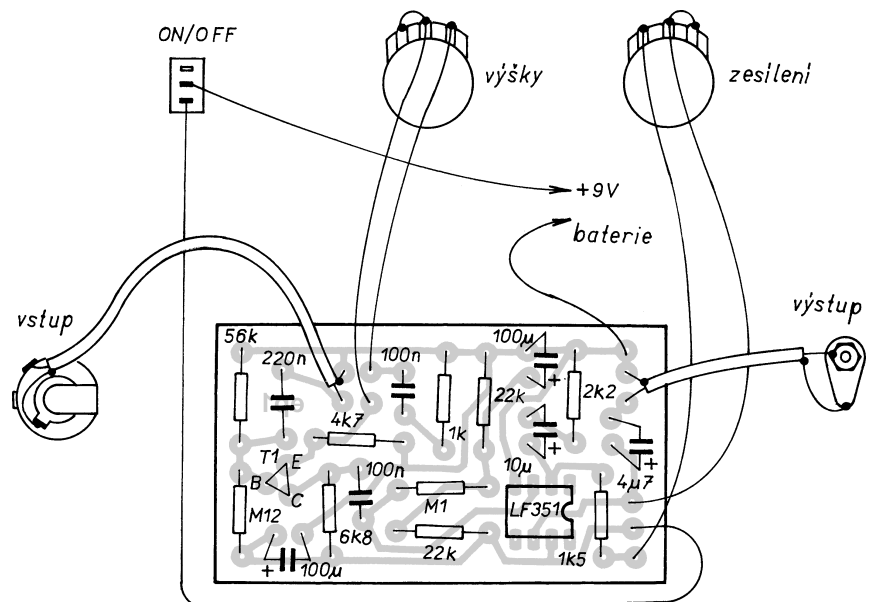 ON/OFF
výšky
zesílení
+9V
baterie
vstup
výstup
56k
220n
100n
100µ
+
22k
2k2
4k7
1k
+
T1
E
B
C
100n
10µ
4µ7
+
M12
M1
LF351
6k8
22k
1k5
+
100µ